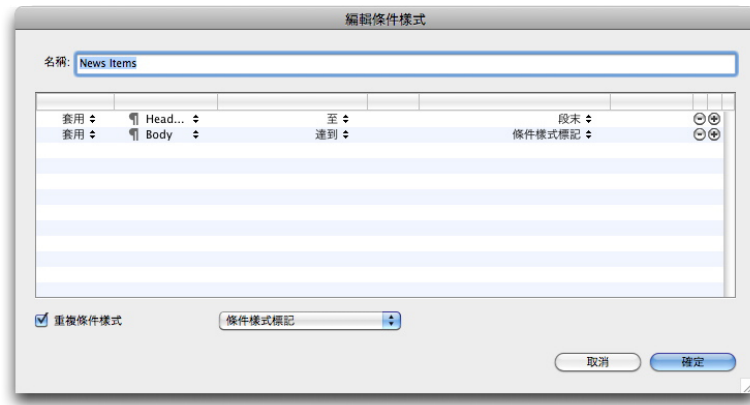 編輯條件樣式
名稱: News Items
套用 ¶ Head... 至 段末
套用 ¶ Body 達到 條件樣式標記
重複條件樣式 條件樣式標記
取消 確定